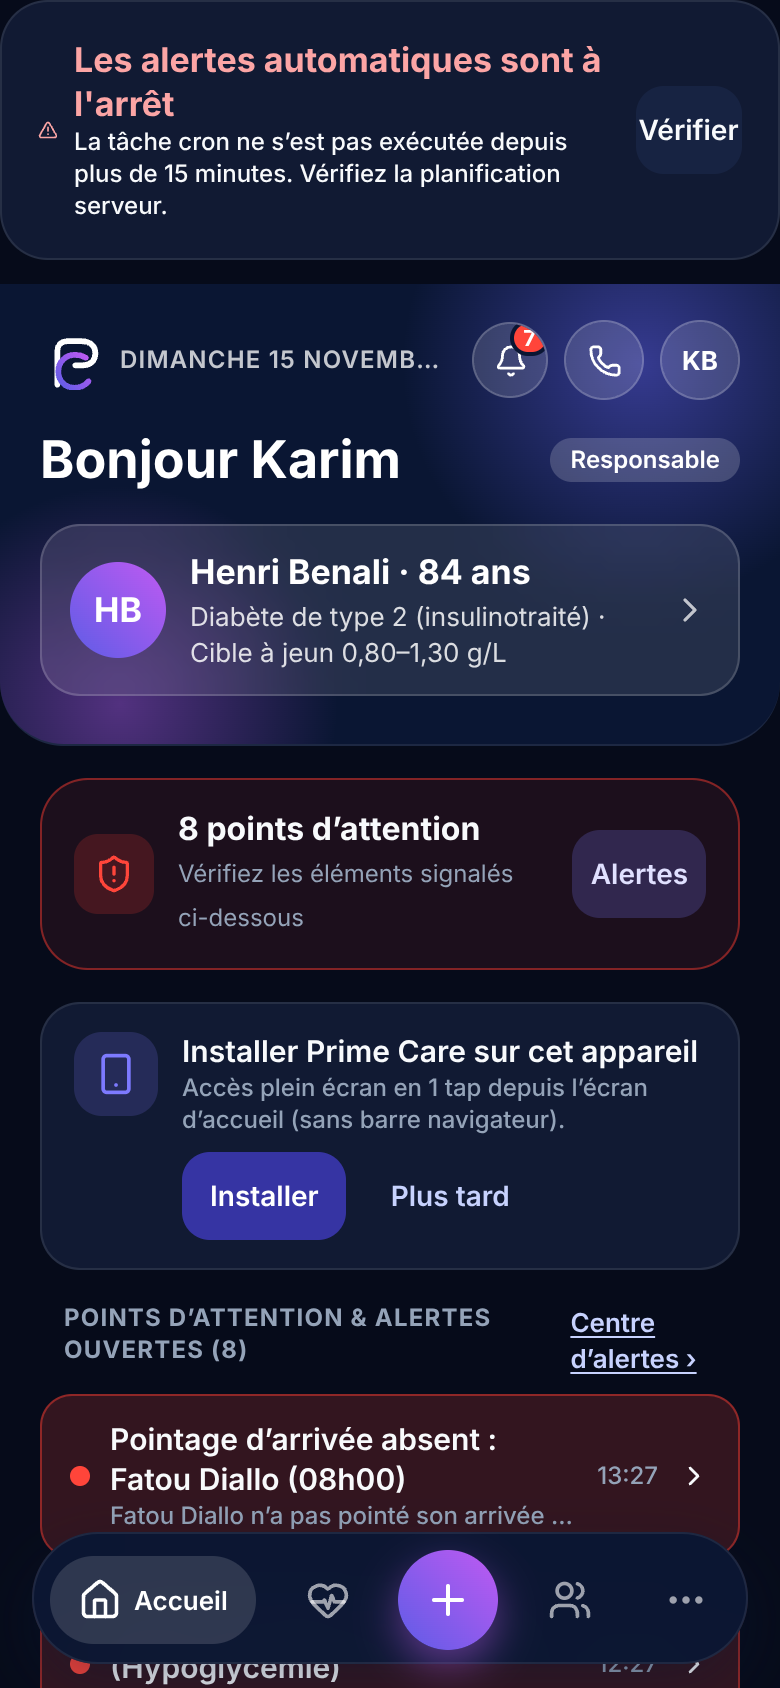 Les alertes automatiques sont à
l'arrêt
La tâche cron ne s’est pas exécutée depuis
plus de 15 minutes. Vérifiez la planification
serveur.
Vérifier
DIMANCHE 15 NOVEMB...
7
KB
Bonjour Karim
Responsable
HB
Henri Benali · 84 ans
Diabète de type 2 (insulinotraité) ·
Cible à jeun 0,80–1,30 g/L
8 points d’attention
Vérifiez les éléments signalés
ci-dessous
Alertes
Installer Prime Care sur cet appareil
Accès plein écran en 1 tap depuis l’écran
d’accueil (sans barre navigateur).
Installer
Plus tard
POINTS D’ATTENTION & ALERTES
OUVERTES (8)
Centre
d’alertes ›
Pointage d’arrivée absent :
Fatou Diallo (08h00)
Fatou Diallo n’a pas pointé son arrivée ...
13:27
Accueil
(Hypoglycémie)
12:27